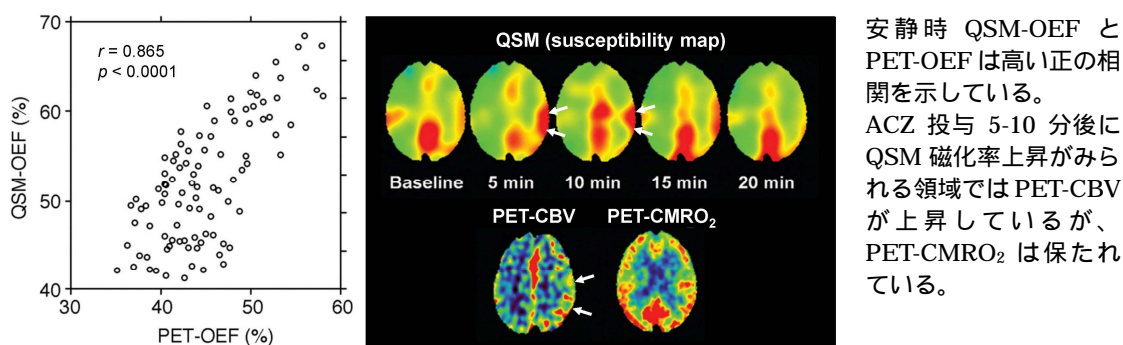 70
60
50
40
30
40
50
60
QSM-OEF (%)
PET-OEF (%)
r = 0.865
p < 0.0001
QSM (susceptibility map)
Baseline 5 min 10 min 15 min 20 min
PET-CBV PET-CMRO₂
安静時 QSM-OEF と
PET-OEF は高い正の相
関を示している。
ACZ 投与 5-10 分後に
QSM 磁化率上昇がみら
れる領域では PET-CBV
が上昇しているが、
PET-CMRO₂ は保たれ
ている。